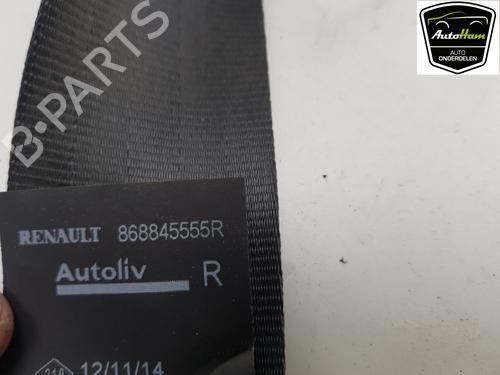 B-PARTS
AutoHam
AUTO
ONDERDELEN
RENAULT 868845555R
Autoliv R
12/11/14